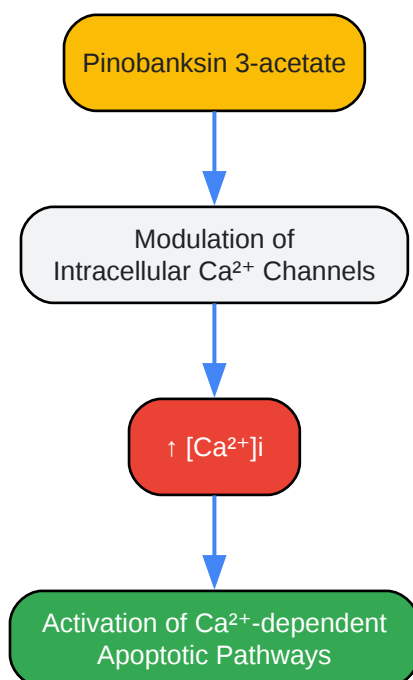 Pinobanksin 3-acetate
Modulation of
Intracellular Ca²⁺ Channels
↑ [Ca²⁺]i
Activation of Ca²⁺-dependent
Apoptotic Pathways